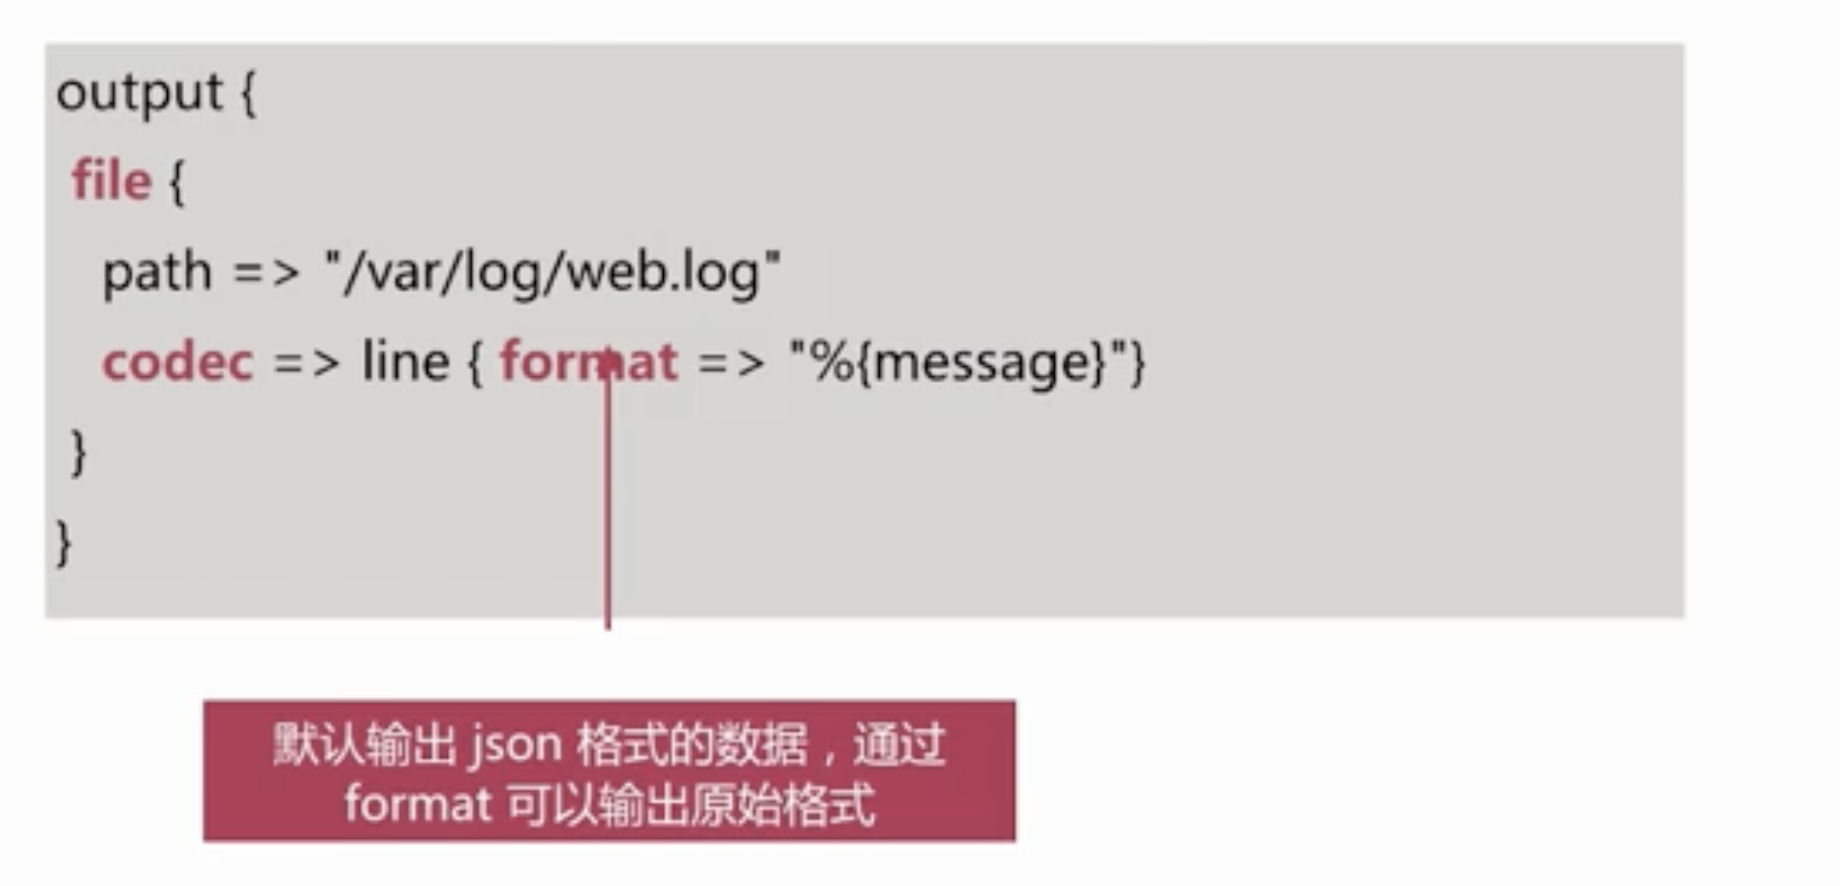 output {
file {
path => "/var/log/web.log"
codec => line { format => "%{message}"}
}
}
默认输出 json 格式的数据，通过
format 可以输出原始格式